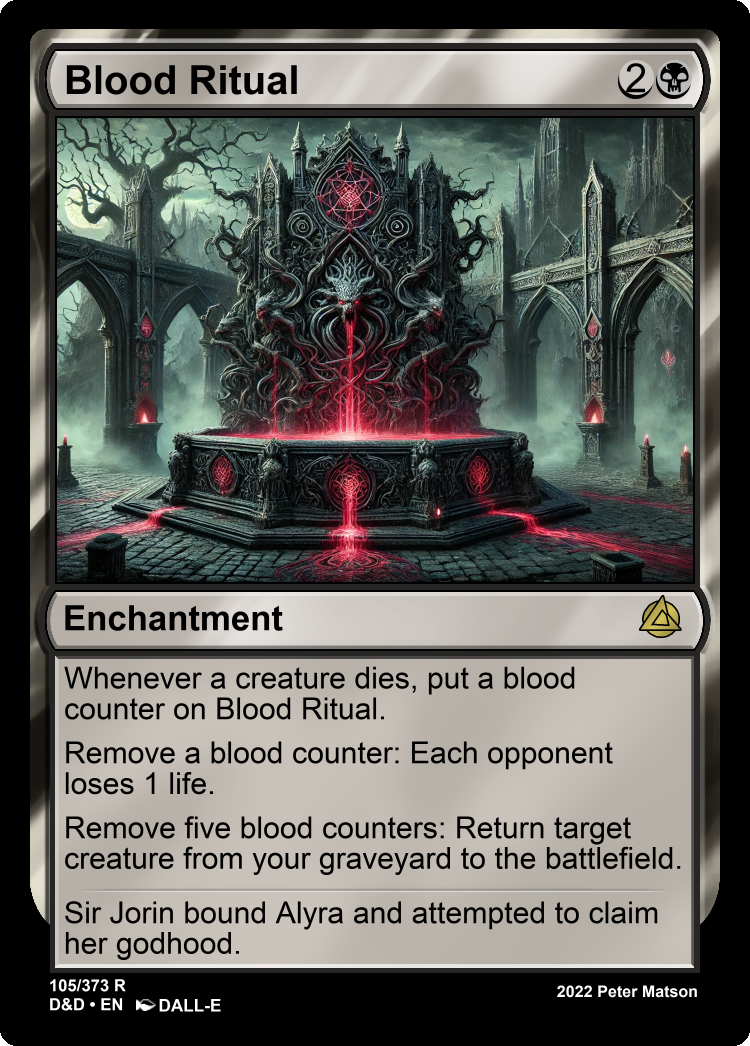 Blood Ritual 2
Enchantment
Whenever a creature dies, put a blood
counter on Blood Ritual.
Remove a blood counter: Each opponent
loses 1 life.
Remove five blood counters: Return target
creature from your graveyard to the battlefield.
Sir Jorin bound Alyra and attempted to claim
her godhood.
105/373 R
D&D • EN DALL-E
2022 Peter Matson